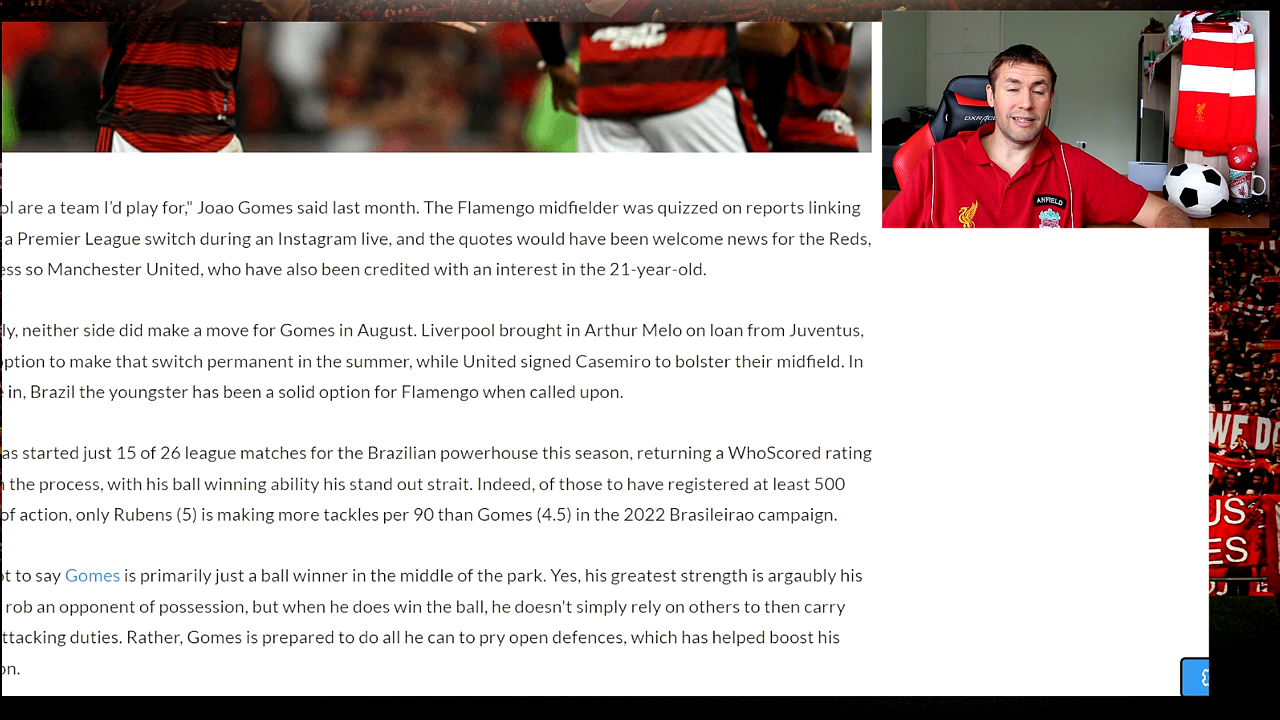 DXRACER
ANFIELD
ol are a team I'd play for," Joao Gomes said last month. The Flamengo midfielder was quizzed on reports linking
a Premier League switch during an Instagram live, and the quotes would have been welcome news for the Reds,
ess so Manchester United, who have also been credited with an interest in the 21-year-old.
ly, neither side did make a move for Gomes in August. Liverpool brought in Arthur Melo on loan from Juventus,
option to make that switch permanent in the summer, while United signed Casemiro to bolster their midfield. In
in, Brazil the youngster has been a solid option for Flamengo when called upon.
as started just 15 of 26 league matches for the Brazilian powerhouse this season, returning a WhoScored rating
n the process, with his ball winning ability his stand out strait. Indeed, of those to have registered at least 500
of action, only Rubens (5) is making more tackles per 90 than Gomes (4.5) in the 2022 Brasileirao campaign.
ot to say Gomes is primarily just a ball winner in the middle of the park. Yes, his greatest strength is argaubly his
rob an opponent of possession, but when he does win the ball, he doesn't simply rely on others to then carry
ttacking duties. Rather, Gomes is prepared to do all he can to pry open defences, which has helped boost his
on.
WE DO
US
ES